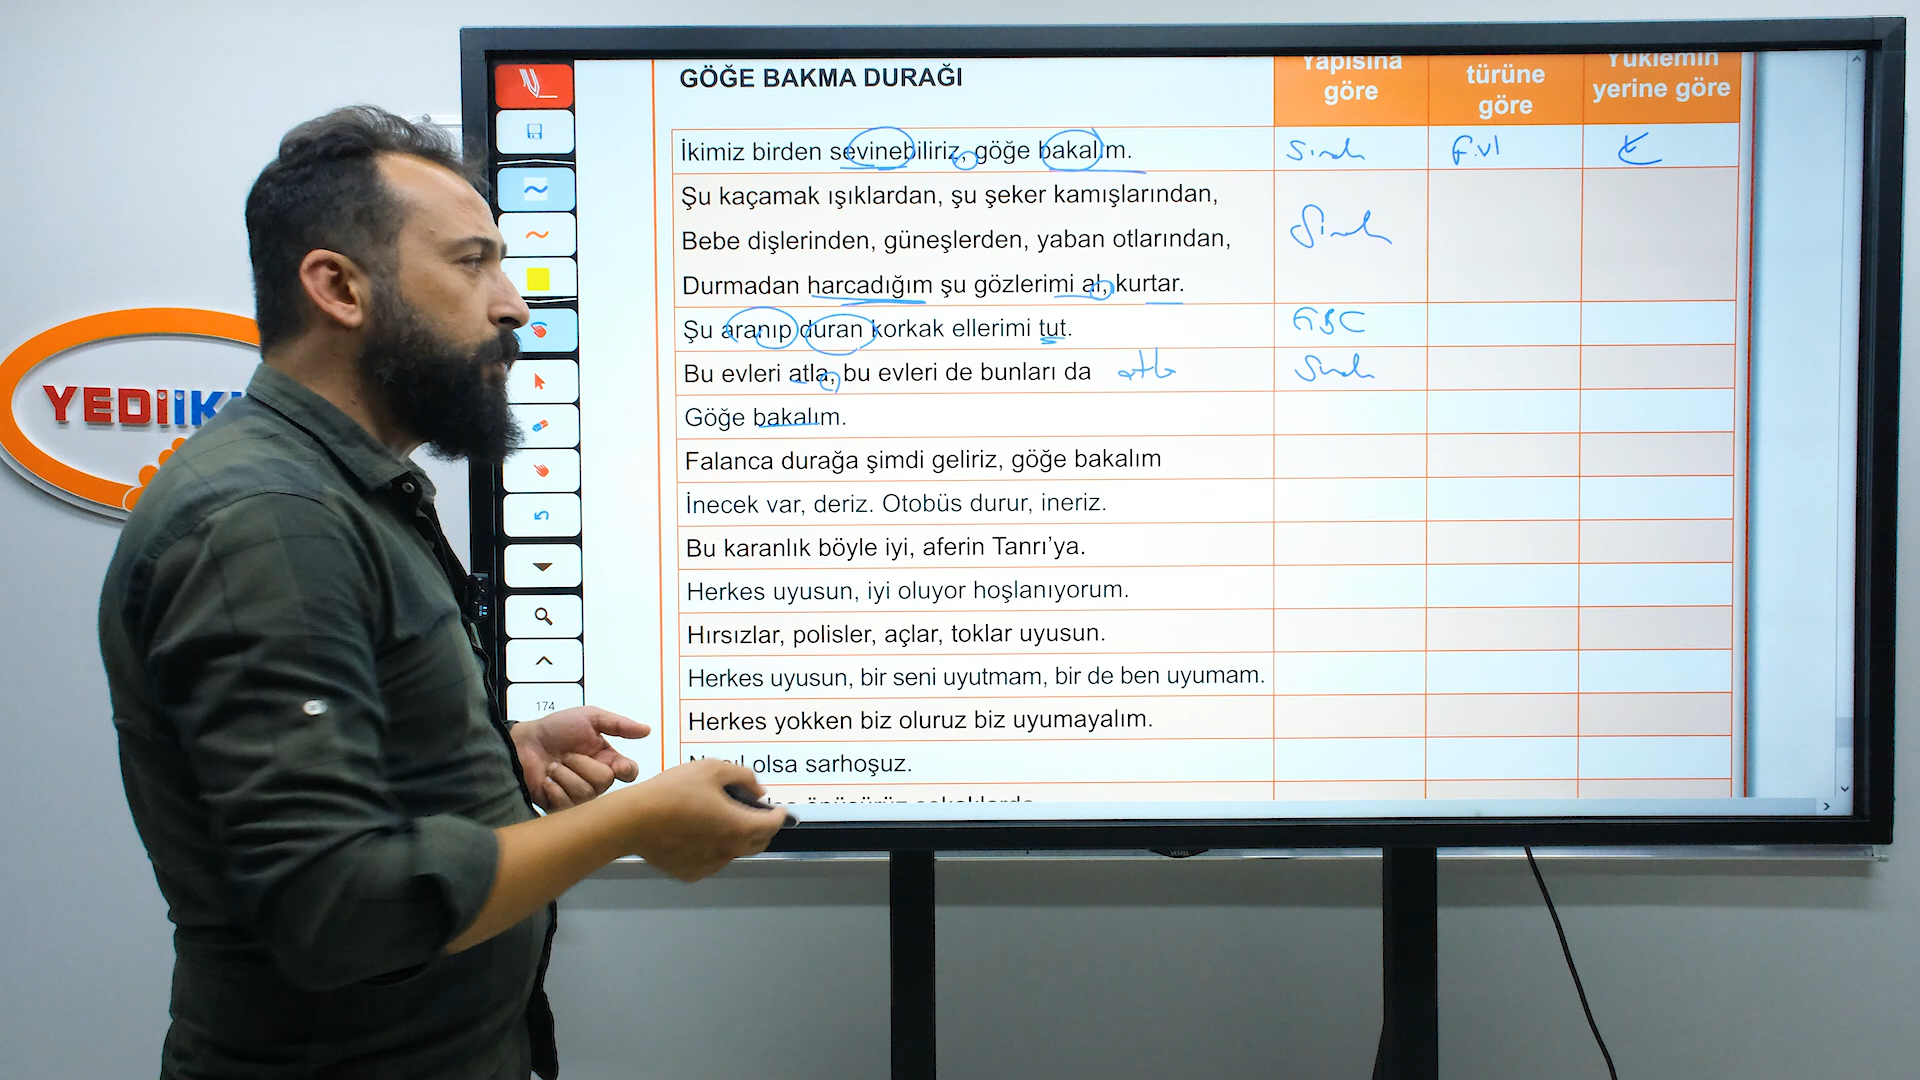 GÖĞE BAKMA DURAĞI
Yapısına göre
türüne göre
Yüklemin yerine göre
İkimiz birden sevinebiliriz, göğe bakalım.
Şu kaçamak ışıklardan, şu şeker kamışlarından,
Bebe dişlerinden, güneşlerden, yaban otlarından,
Durmadan harcadığım şu gözlerimi al, kurtar.
Şu aranıp duran korkak ellerimi tut.
GBC
Bu evleri atla, bu evleri de bunları da atla
Göğe bakalım.
Falanca durağa şimdi geliriz, göğe bakalım
İnecek var, deriz. Otobüs durur, ineriz.
Bu karanlık böyle iyi, aferin Tanrı’ya.
Herkes uyusun, iyi oluyor hoşlanıyorum.
Hırsızlar, polisler, açlar, toklar uyusun.
Herkes uyusun, bir seni uyutmam, bir de ben uyumam.
174
Herkes yokken biz oluruz biz uyumayalım.
olsa sarhoşuz.